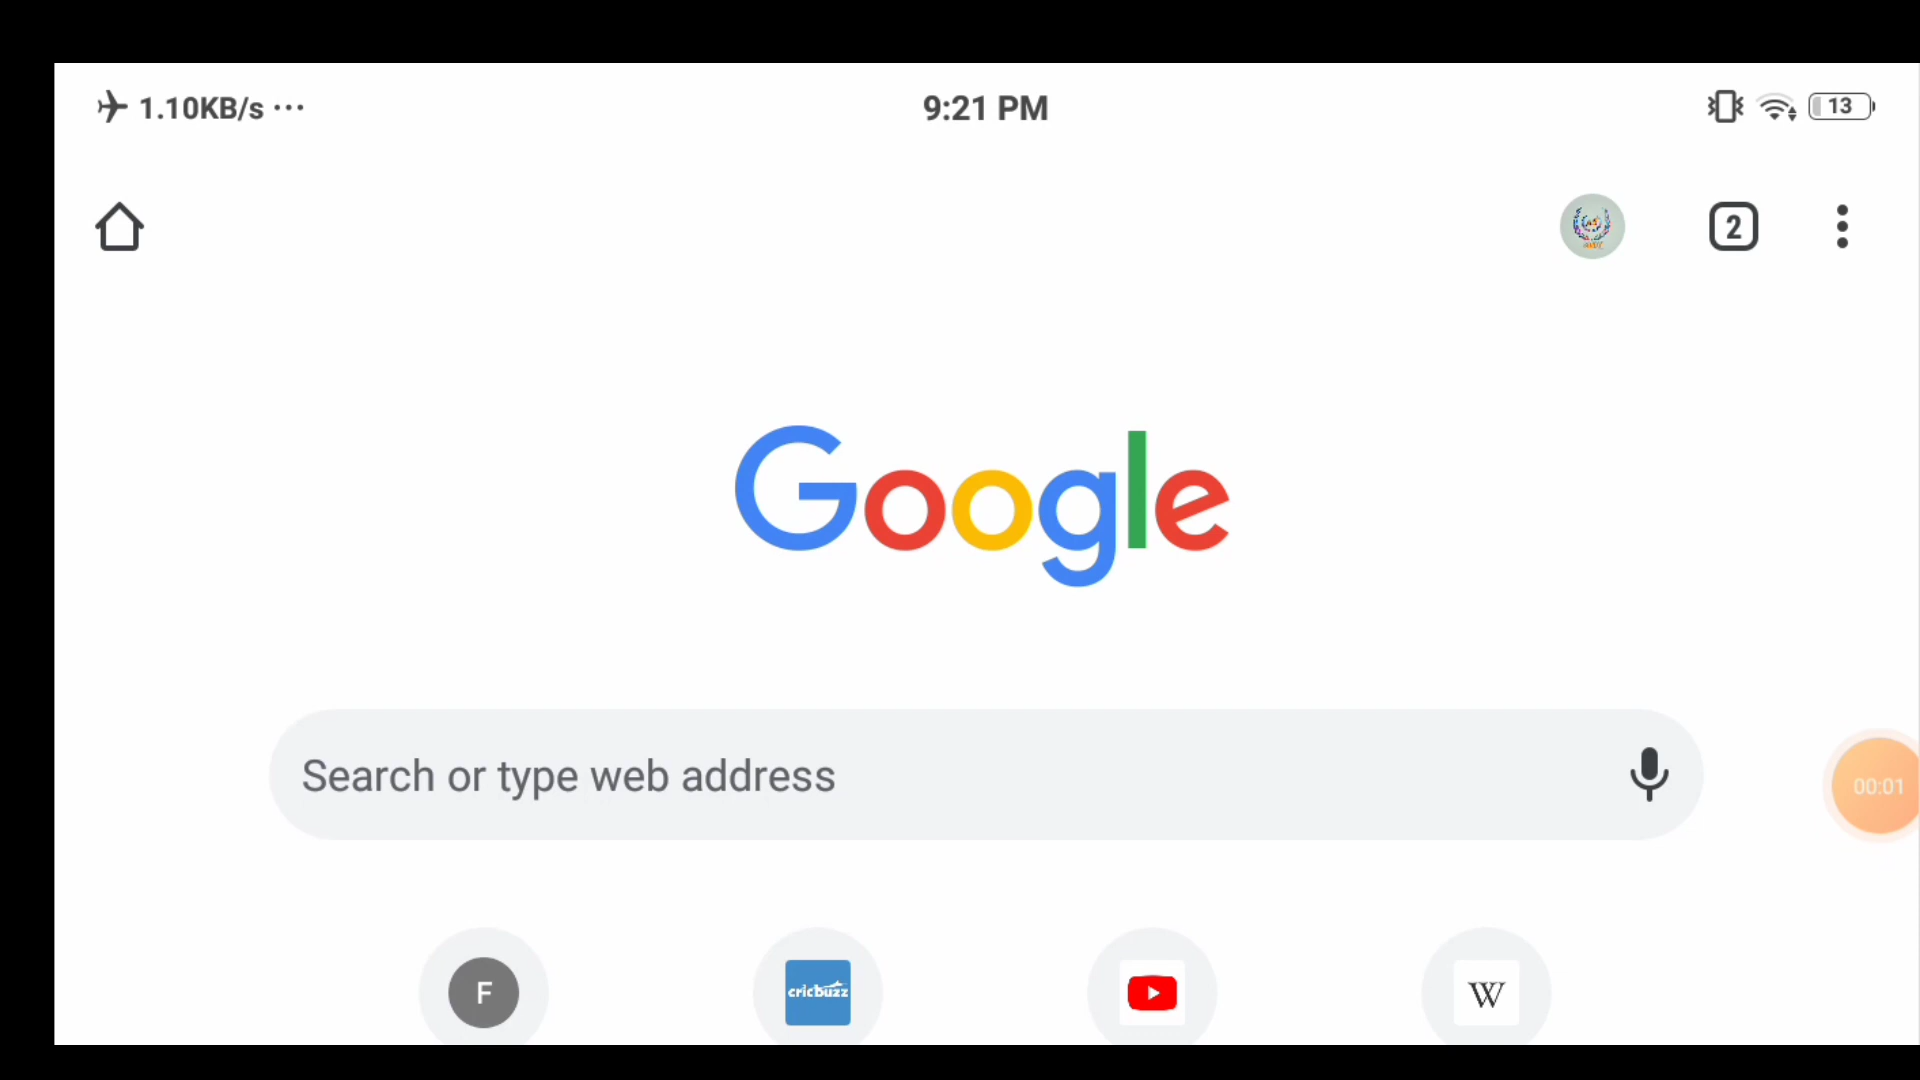 1.10KB/s ...
9:21 PM
13
2
Google
Search or type web address
00:01
F
cricbuzz
W